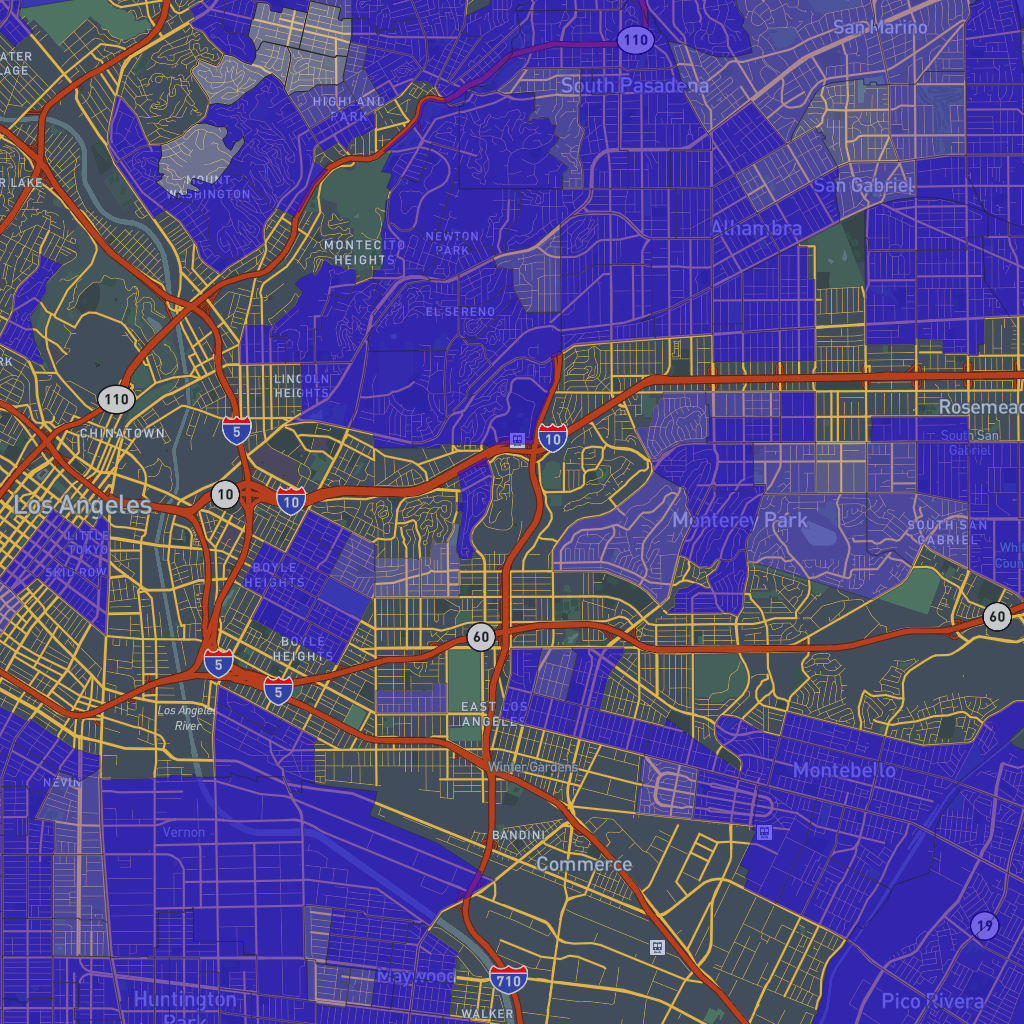 San Marino
110
ATER
LAGE
South Pasadena
HIGHLAND
PARK
R LAKE
MOUNT
WASHINGTON
San Gabriel
Alhambra
MONTECITO
HEIGHTS
NEWTON
PARK
EL SERENO
RK
LINCOLN
HEIGHTS
110
Rosemead
CHINATOWN
5
10
South San
Gabriel
10
10
Los Angeles
Monterey Park
SOUTH SAN
GABRIEL
LITTLE
TOKYO
SKID ROW
BOYLE
HEIGHTS
60
60
BOYLE
HEIGHTS
5
5
Los Angeles
River
EAST LOS
ANGELES
Winter Gardens
Montebello
NEVIN
Vernon
BANDINI
Commerce
19
Maywood
710
Huntington
Park
WALKER
Pico Rivera